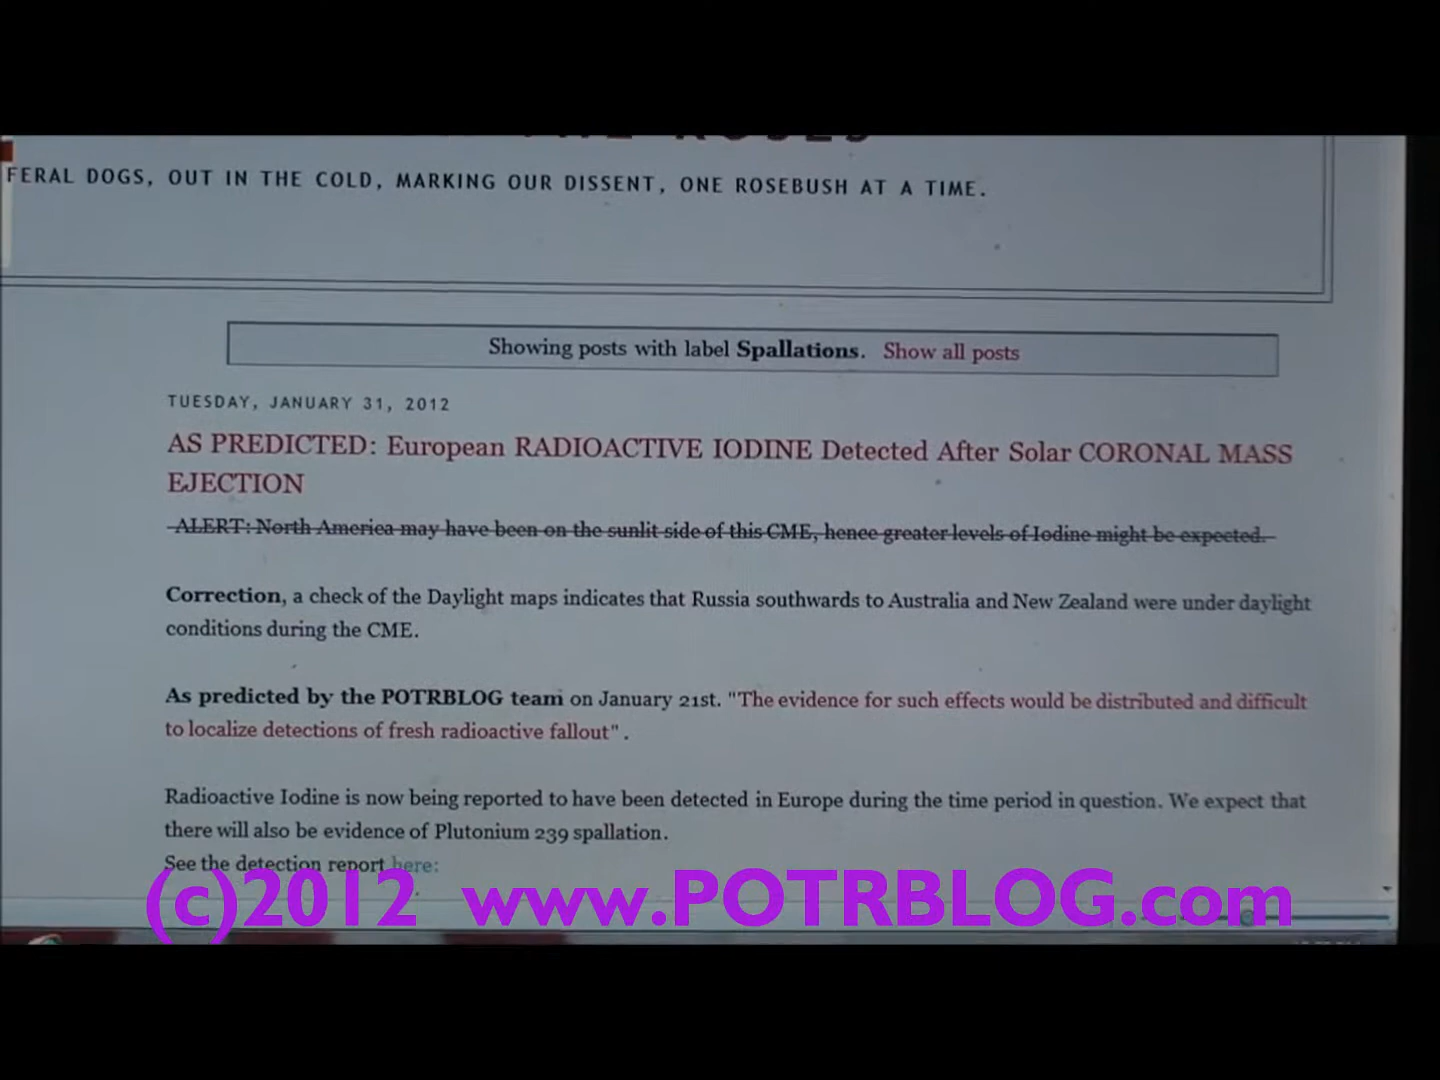 FERAL DOGS, OUT IN THE COLD, MARKING OUR DISSENT, ONE ROSEBUSH AT A TIME.
Showing posts with label Spallations. Show all posts
TUESDAY, JANUARY 31, 2012
AS PREDICTED: European RADIOACTIVE IODINE Detected After Solar CORONAL MASS
EJECTION
ALERT: North America may have been on the sunlit side of this CME, hence greater levels of Iodine might be expected.
Correction, a check of the Daylight maps indicates that Russia southwards to Australia and New Zealand were under daylight
conditions during the CME.
As predicted by the POTRBLOG team on January 21st. "The evidence for such effects would be distributed and difficult
to localize detections of fresh radioactive fallout" .
Radioactive Iodine is now being reported to have been detected in Europe during the time period in question. We expect that
there will also be evidence of Plutonium 239 spallation.
See the detection report here:
(c)2012 www.POTRBLOG.com